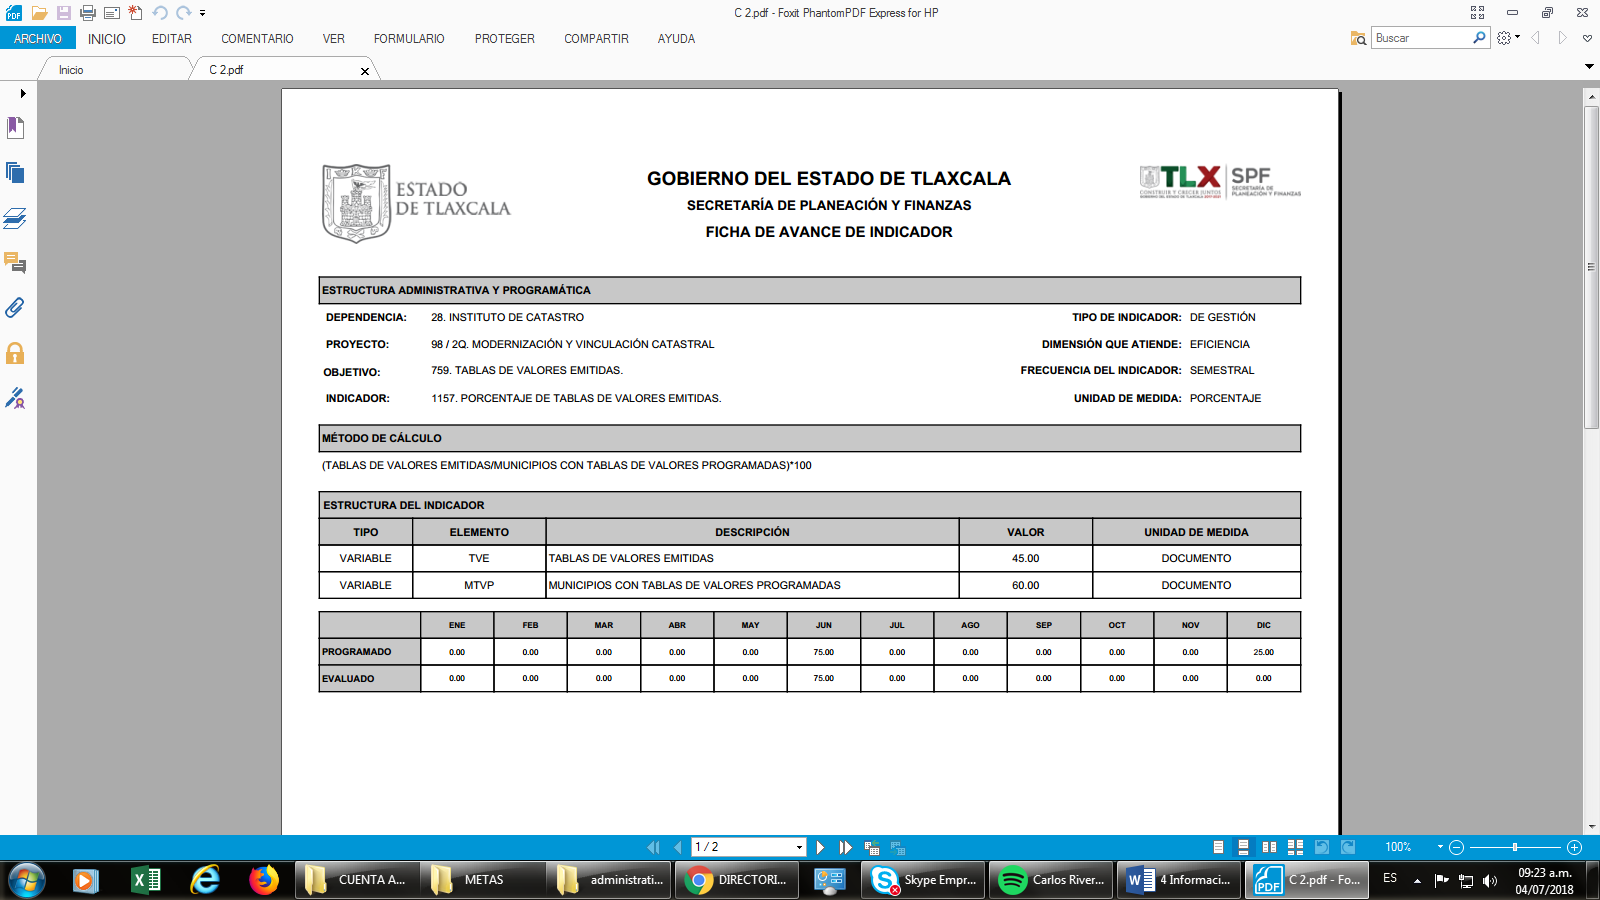 C 2.pdf - Foxit PhantomPDF Express for HP
ARCHIVO INICIO EDITAR COMENTARIO VER FORMULARIO PROTEGER COMPARTIR AYUDA Buscar
Inicio C 2.pdf
ESTADO DE TLAXCALA
GOBIERNO DEL ESTADO DE TLAXCALA
SECRETARÍA DE PLANEACIÓN Y FINANZAS
FICHA DE AVANCE DE INDICADOR
TLX SPF
CONSTRUIR Y CRECER JUNTOS
SECRETARÍA DE PLANEACIÓN Y FINANZAS
ESTRUCTURA ADMINISTRATIVA Y PROGRAMÁTICA
DEPENDENCIA: 28. INSTITUTO DE CATASTRO TIPO DE INDICADOR: DE GESTIÓN
PROYECTO: 98 / 2Q. MODERNIZACIÓN Y VINCULACIÓN CATASTRAL DIMENSIÓN QUE ATIENDE: EFICIENCIA
OBJETIVO: 759. TABLAS DE VALORES EMITIDAS. FRECUENCIA DEL INDICADOR: SEMESTRAL
INDICADOR: 1157. PORCENTAJE DE TABLAS DE VALORES EMITIDAS. UNIDAD DE MEDIDA: PORCENTAJE
MÉTODO DE CÁLCULO
(TABLAS DE VALORES EMITIDAS/MUNICIPIOS CON TABLAS DE VALORES PROGRAMADAS)*100
ESTRUCTURA DEL INDICADOR
TIPO ELEMENTO DESCRIPCIÓN VALOR UNIDAD DE MEDIDA
VARIABLE TVE TABLAS DE VALORES EMITIDAS 45.00 DOCUMENTO
VARIABLE MTVP MUNICIPIOS CON TABLAS DE VALORES PROGRAMADAS 60.00 DOCUMENTO
ENE FEB MAR ABR MAY JUN JUL AGO SEP OCT NOV DIC
PROGRAMADO 0.00 0.00 0.00 0.00 0.00 75.00 0.00 0.00 0.00 0.00 0.00 25.00
EVALUADO 0.00 0.00 0.00 0.00 0.00 75.00 0.00 0.00 0.00 0.00 0.00 0.00
1 / 2 100%
CUENTA A... METAS administrati... DIRECTORI... Skype Empr... Carlos River... 4 Informaci... C 2.pdf - Fo... ES 09:23 a.m.
04/07/2018